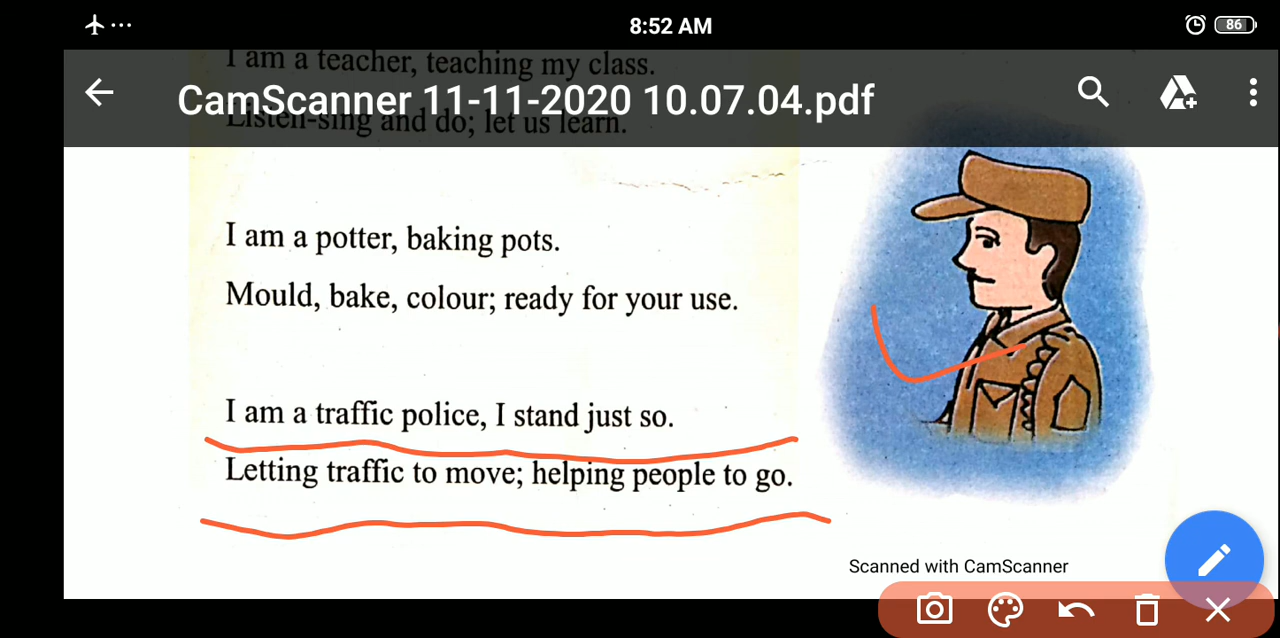 8:52 AM
86
I am a teacher, teaching my class.
CamScanner 11-11-2020 10.07.04.pdf
Listen-sing and do; let us learn.
I am a potter, baking pots.
Mould, bake, colour; ready for your use.
I am a traffic police, I stand just so.
Letting traffic to move; helping people to go.
Scanned with CamScanner